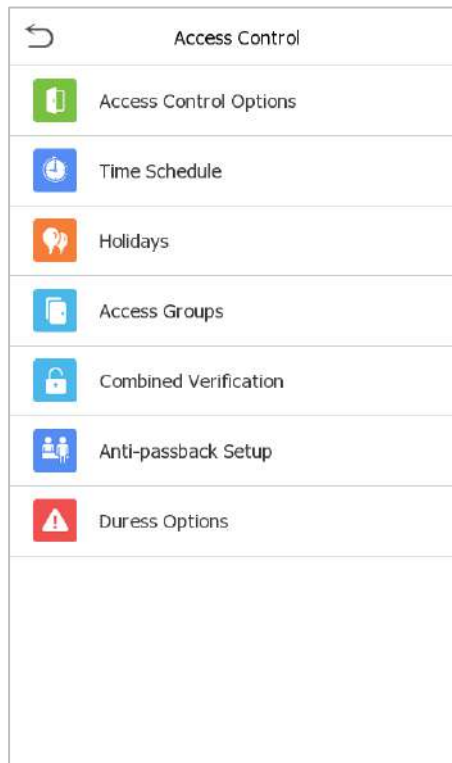 Access Control
Access Control Options
Time Schedule
Holidays
Access Groups
Combined Verification
Anti-passback Setup
Duress Options